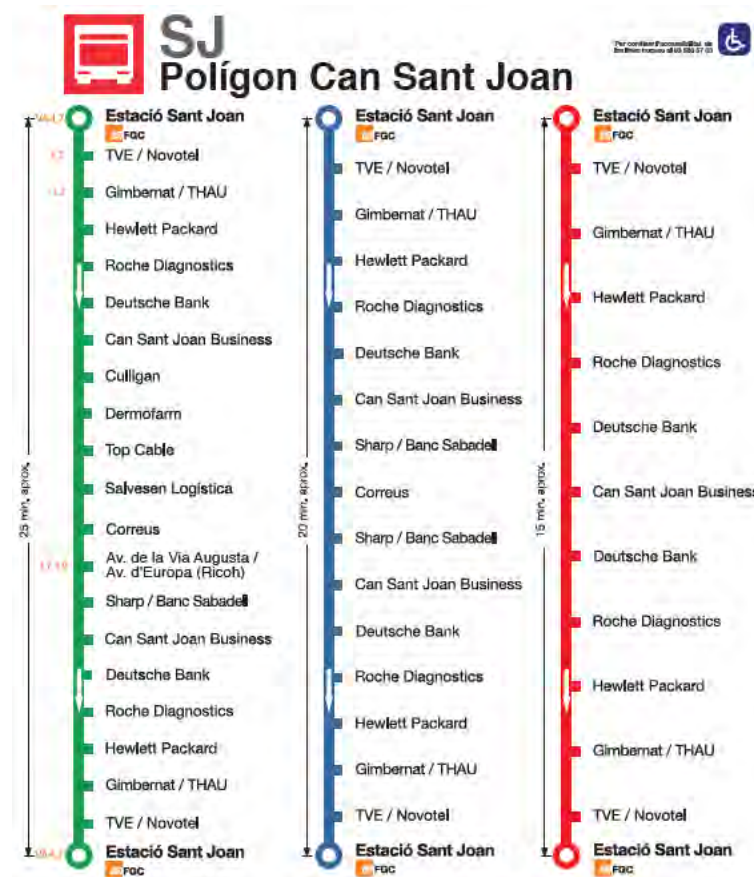 SJ
Polígon Can Sant Joan
25 min. aprox.
Estació Sant Joan
FGC
TVE / Novotel
Gimbernat / THAU
Hewlett Packard
Roche Diagnostics
Deutsche Bank
Can Sant Joan Business
Culligan
Dermofarm
Top Cable
Salvesen Logística
Correus
Av. de la Via Augusta /
Av. d'Europa (Ricoh)
Sharp / Banc Sabadell
Can Sant Joan Business
Deutsche Bank
Roche Diagnostics
Hewlett Packard
Gimbernat / THAU
TVE / Novotel
Estació Sant Joan
FGC
20 min. aprox.
Estació Sant Joan
FGC
TVE / Novotel
Gimbernat / THAU
Hewlett Packard
Roche Diagnostics
Deutsche Bank
Can Sant Joan Business
Sharp / Banc Sabadell
Correus
Sharp / Banc Sabadell
Can Sant Joan Business
Deutsche Bank
Roche Diagnostics
Hewlett Packard
Gimbernat / THAU
TVE / Novotel
Estació Sant Joan
FGC
15 min. aprox.
Estació Sant Joan
FGC
TVE / Novotel
Gimbernat / THAU
Hewlett Packard
Roche Diagnostics
Deutsche Bank
Can Sant Joan Business
Deutsche Bank
Roche Diagnostics
Hewlett Packard
Gimbernat / THAU
TVE / Novotel
Estació Sant Joan
FGC